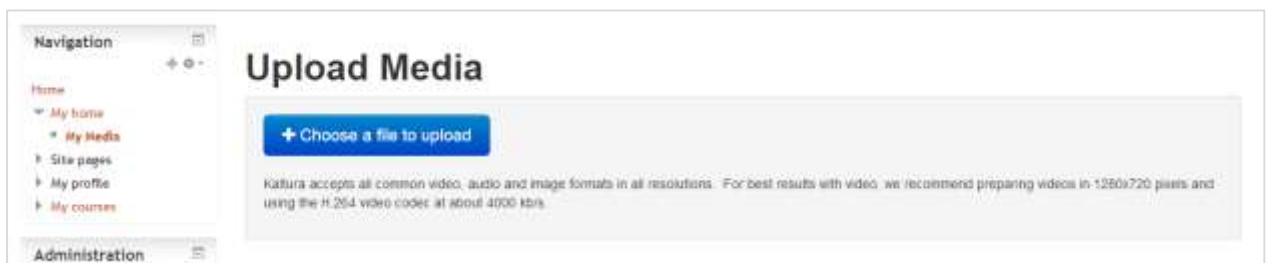 Navigation
Home
My home
My Media
Site pages
My profile
My courses
Administration
Upload Media
+ Choose a file to upload
Kaltura accepts all common video, audio and image formats in all resolutions. For best results with video, we recommend preparing videos in 1280x720 pixels and
using the H.264 video codec at about 4000 kb/s.